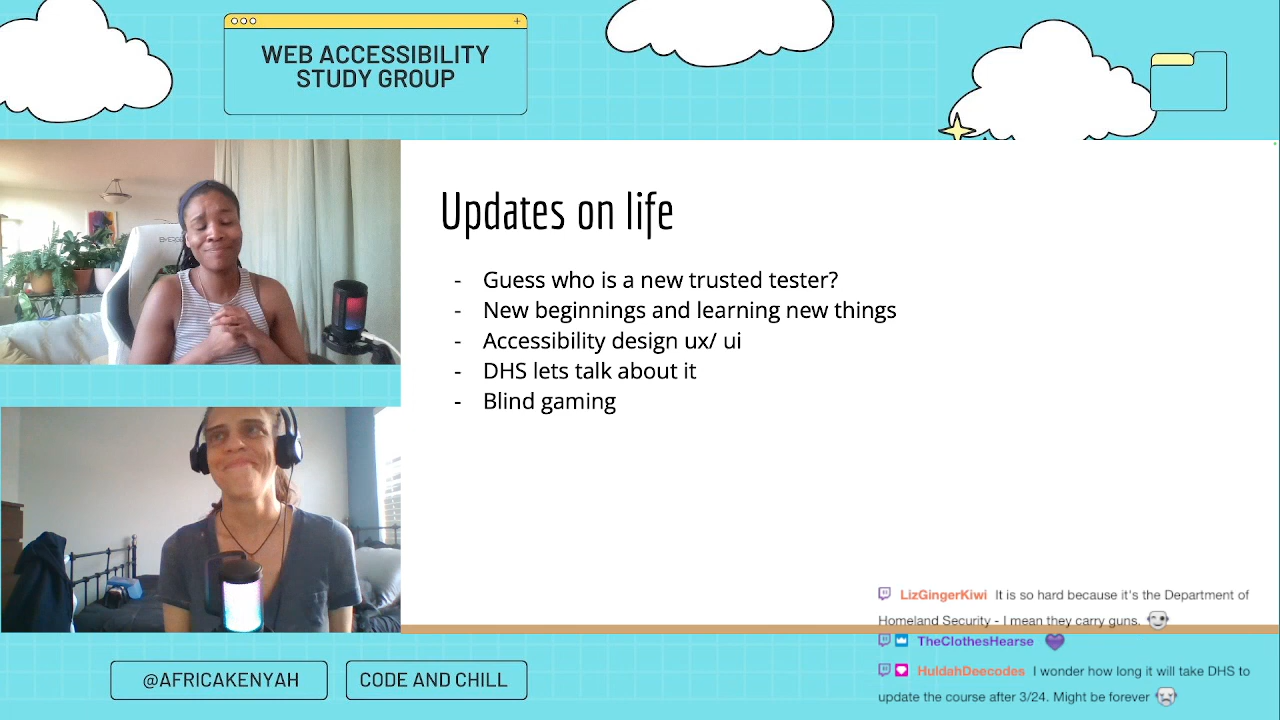 WEB ACCESSIBILITY
STUDY GROUP
Updates on life
- Guess who is a new trusted tester?
- New beginnings and learning new things
- Accessibility design ux/ ui
- DHS lets talk about it
- Blind gaming
LizGingerKiwi It is so hard because it's the Department of
Homeland Security - I mean they carry guns.
TheClothesHearse
HuldahDeecodes I wonder how long it will take DHS to
update the course after 3/24. Might be forever
@AFRICAKENYAH
CODE AND CHILL